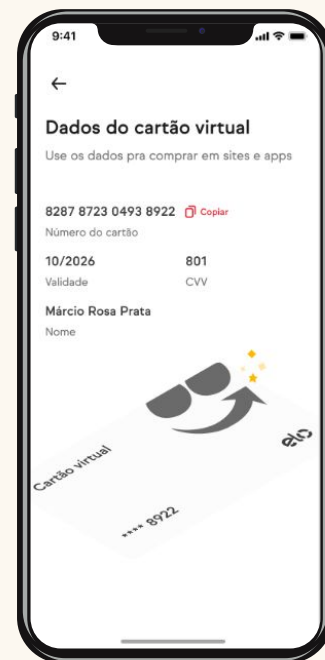 9:41
Dados do cartão virtual
Use os dados pra comprar em sites e apps
8287 8723 0493 8922 Copiar
Número do cartão
10/2026 801
Validade CVV
Márcio Rosa Prata
Nome
Cartão virtual
elo
**** 8922